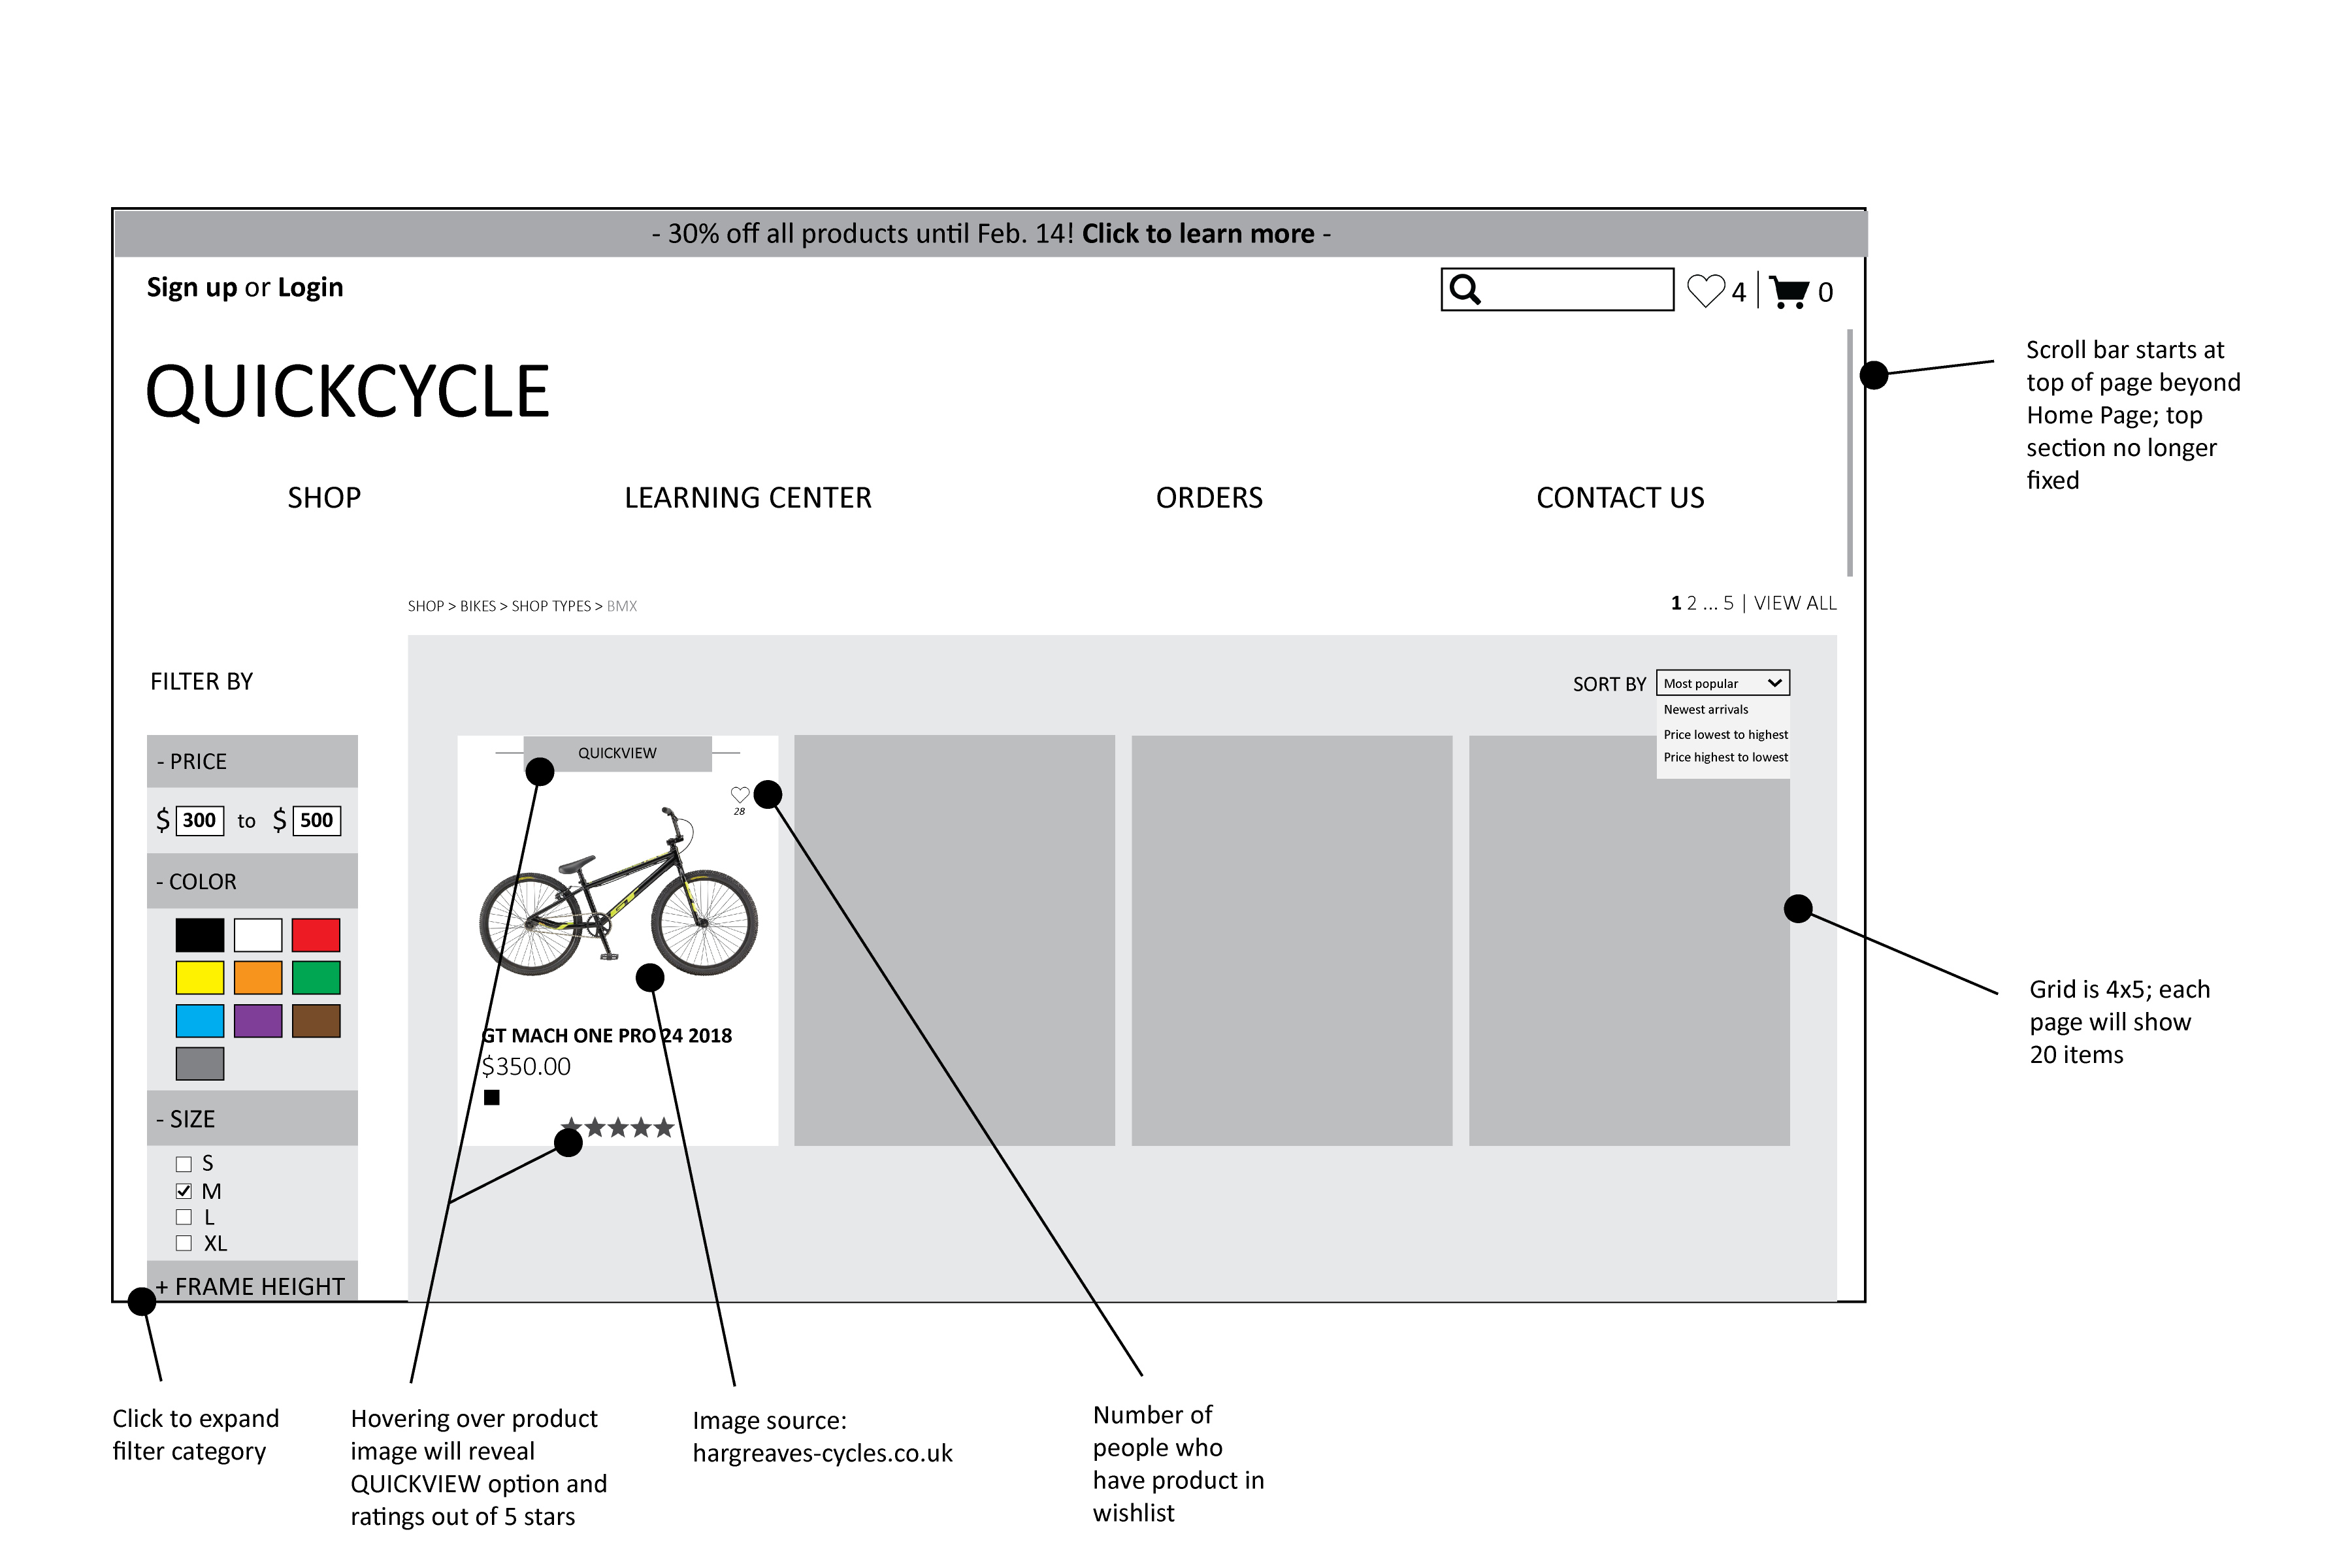 - 30% off all products until Feb. 14! Click to learn more -
Sign up or Login
4
0
QUICKCYCLE
SHOP
LEARNING CENTER
ORDERS
CONTACT US
Scroll bar starts at
top of page beyond
Home Page; top
section no longer
fixed
SHOP > BIKES > SHOP TYPES > BMX
1 2 ... 5 | VIEW ALL
FILTER BY
SORT BY
Most popular
Newest arrivals
Price lowest to highest
Price highest to lowest
- PRICE
$ 300 to $ 500
- COLOR
- SIZE
S
M
L
XL
+ FRAME HEIGHT
QUICKVIEW
28
GT
GT MACH ONE PRO 24 2018
$350.00
Grid is 4x5; each
page will show
20 items
Click to expand
filter category
Hovering over product
image will reveal
QUICKVIEW option and
ratings out of 5 stars
Image source:
hargreaves-cycles.co.uk
Number of
people who
have product in
wishlist